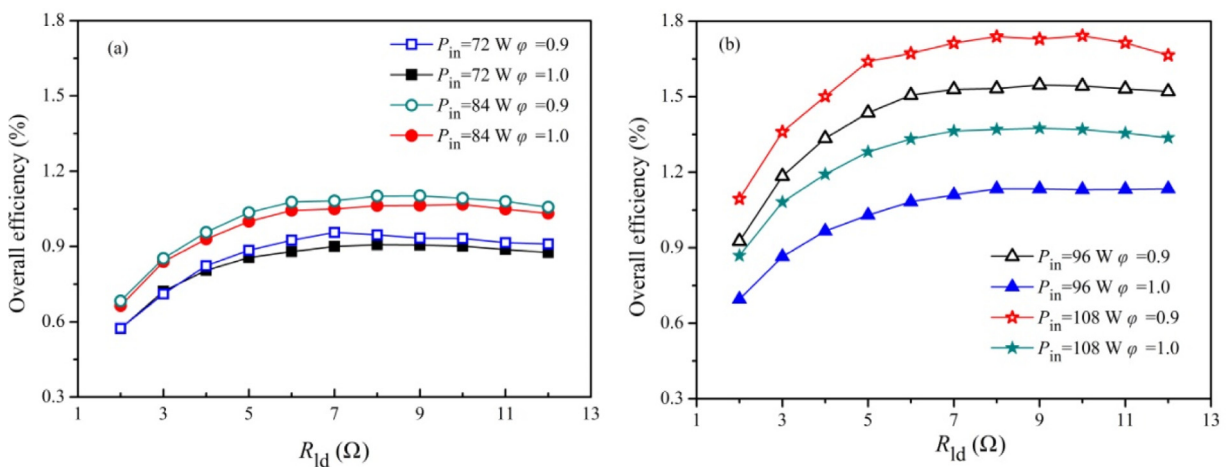 (a)
P_in=72 W φ =0.9
P_in=72 W φ =1.0
P_in=84 W φ =0.9
P_in=84 W φ =1.0
Overall efficiency (%)
1.8
1.5
1.2
0.9
0.6
0.3
1 3 5 7 9 11 13
R_ld (Ω)
(b)
P_in=96 W φ =0.9
P_in=96 W φ =1.0
P_in=108 W φ =0.9
P_in=108 W φ =1.0
Overall efficiency (%)
1.8
1.5
1.2
0.9
0.6
0.3
1 3 5 7 9 11 13
R_ld (Ω)